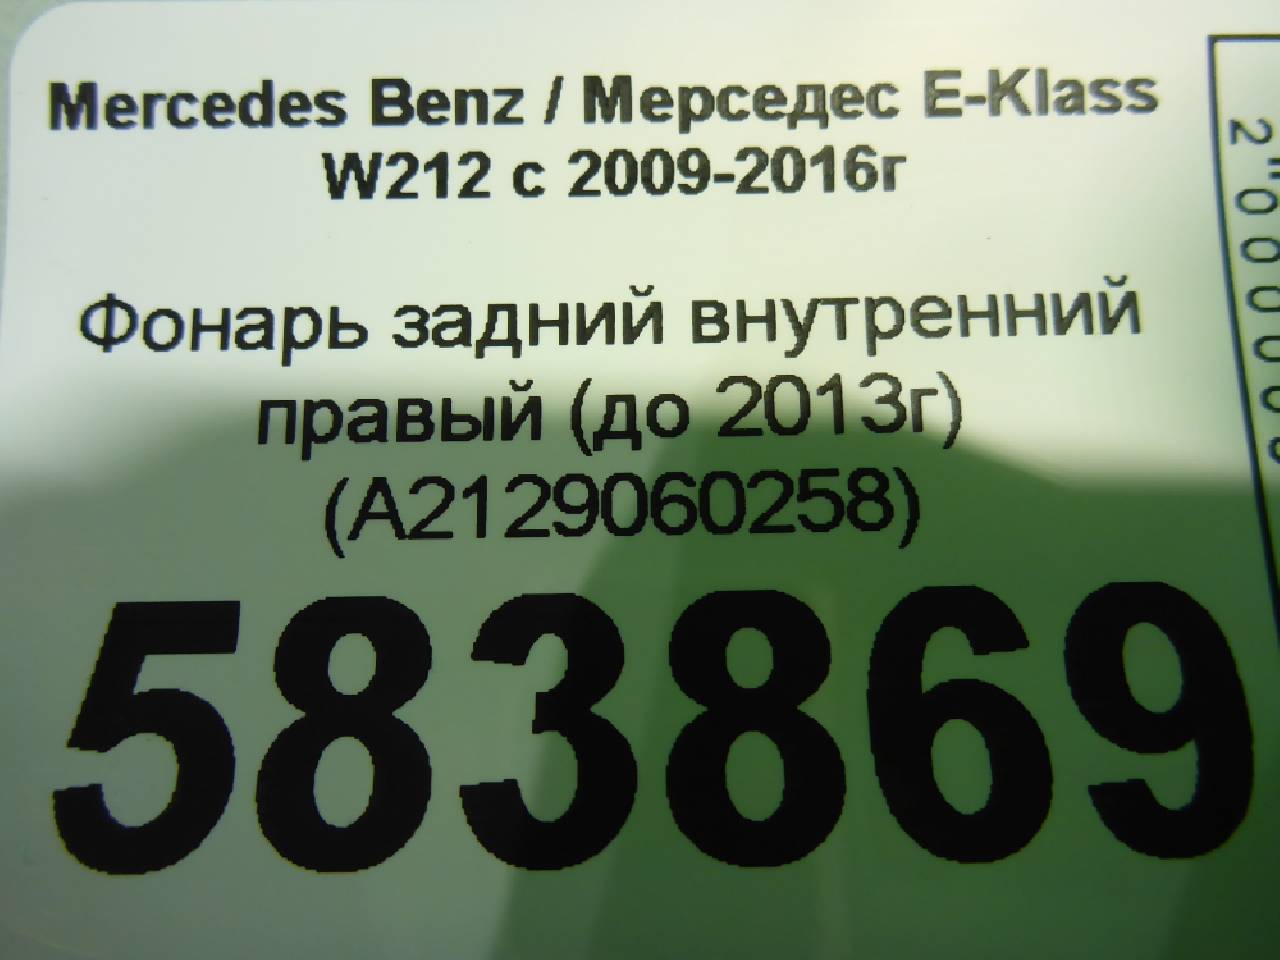 Mercedes Benz / Мерседес E-Klass
W212 с 2009-2016г
Фонарь задний внутренний
правый (до 2013г)
(A2129060258)
583869